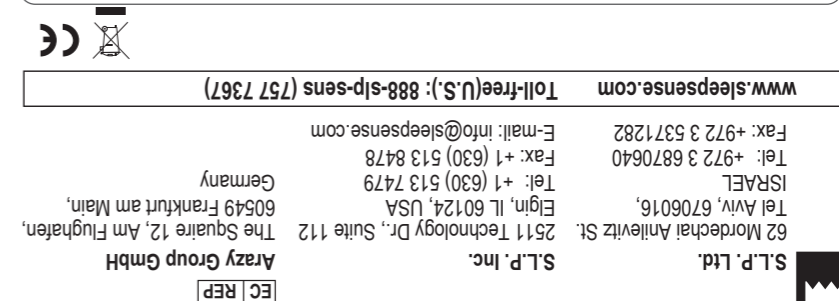 EC REP
S.L.P. Ltd.
62 Mordechai Anilevitz St.
Tel Aviv, 6706016,
ISRAEL
Tel: +972 3 6870640
Fax: +972 3 5371282
S.L.P. Inc.
2511 Technology Dr., Suite 112
Elgin, IL 60124, USA
Tel: +1 (630) 513 7479
Fax: +1 (630) 513 8478
E-mail: info@sleepsense.com
Arazy Group GmbH
The Squaire 12, Am Flughafen,
60549 Frankfurt am Main,
Germany
www.sleepsense.com Toll-free(U.S.): 888-slp-sens (757 7367)
CE